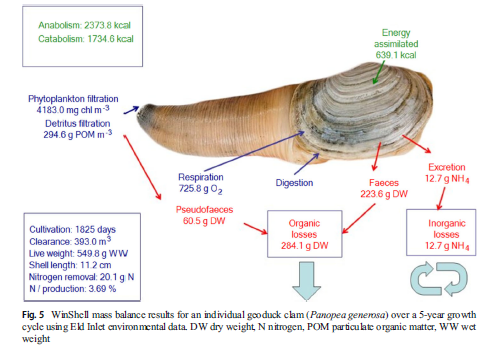 Anabolism: 2373.8 kcal
Catabolism: 1734.6 kcal
Energy
assimilated
639.1 kcal
Phytoplankton filtration
4183.0 mg chl m⁻³
Detritus filtration
294.6 g POM m⁻³
Respiration
725.8 g O₂
Digestion
Faeces
223.6 g DW
Excretion
12.7 g NH₄
Pseudofaeces
60.5 g DW
Organic
losses
284.1 g DW
Inorganic
losses
12.7 g NH₄
Cultivation: 1825 days
Clearance: 393.0 m³
Live weight: 549.8 g WW
Shell length: 11.2 cm
Nitrogen removal: 20.1 g N
N / production: 3.69 %
Fig. 5 WinShell mass balance results for an individual geoduck clam (Panopea generosa) over a 5-year growth
cycle using Eld Inlet environmental data. DW dry weight, N nitrogen, POM particulate organic matter, WW wet
weight